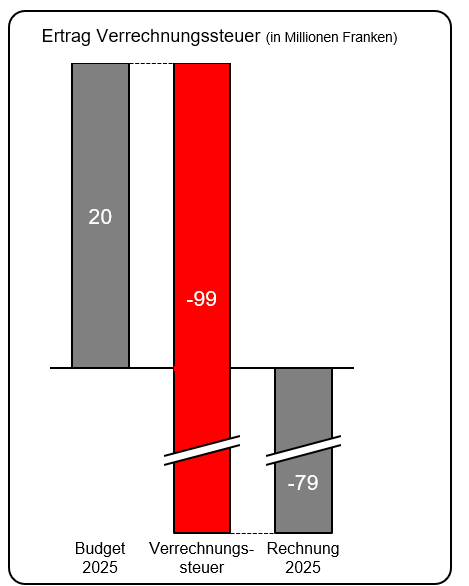 Ertrag Verrechnungssteuer (in Millionen Franken)
20
-99
-79
Budget
2025
Verrechnungs-
steuer
Rechnung
2025